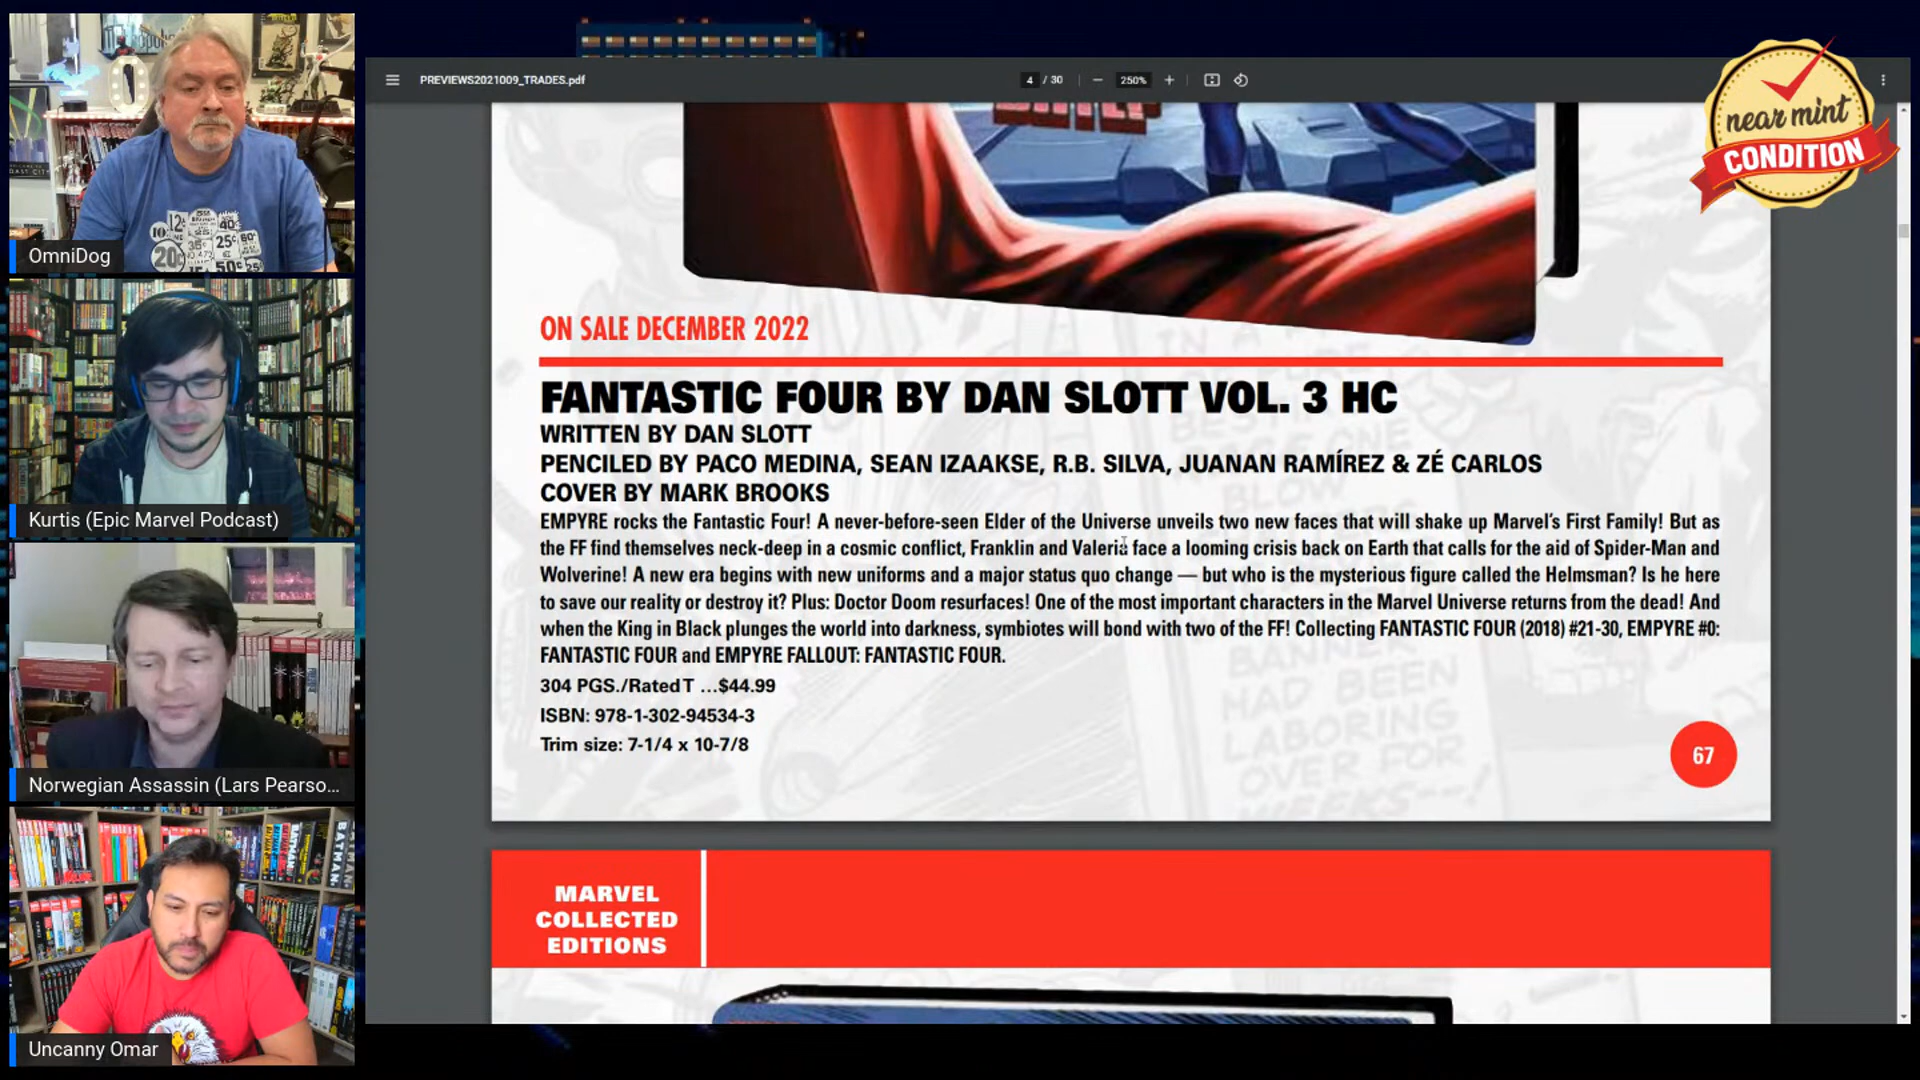 PREVIEWS2021009_TRADES.pdf
4 / 30
250%
near mint
CONDITION
OmniDog
Kurtis (Epic Marvel Podcast)
Norwegian Assassin (Lars Pearso...
Uncanny Omar
ON SALE DECEMBER 2022
FANTASTIC FOUR BY DAN SLOTT VOL. 3 HC
WRITTEN BY DAN SLOTT
PENCILED BY PACO MEDINA, SEAN IZAAKSE, R.B. SILVA, JUANAN RAMÍREZ & ZÉ CARLOS
COVER BY MARK BROOKS
EMPYRE rocks the Fantastic Four! A never-before-seen Elder of the Universe unveils two new faces that will shake up Marvel's First Family! But as
the FF find themselves neck-deep in a cosmic conflict, Franklin and Valeria face a looming crisis back on Earth that calls for the aid of Spider-Man and
Wolverine! A new era begins with new uniforms and a major status quo change — but who is the mysterious figure called the Helmsman? Is he here
to save our reality or destroy it? Plus: Doctor Doom resurfaces! One of the most important characters in the Marvel Universe returns from the dead! And
when the King in Black plunges the world into darkness, symbiotes will bond with two of the FF! Collecting FANTASTIC FOUR (2018) #21-30, EMPYRE #0:
FANTASTIC FOUR and EMPYRE FALLOUT: FANTASTIC FOUR.
304 PGS./Rated T ...$44.99
ISBN: 978-1-302-94534-3
Trim size: 7-1/4 x 10-7/8
67
MARVEL
COLLECTED
EDITIONS
BLOW
BANNER
HAD BEEN
LABORING
OVER FOR
WEEKS--!
BATMAN